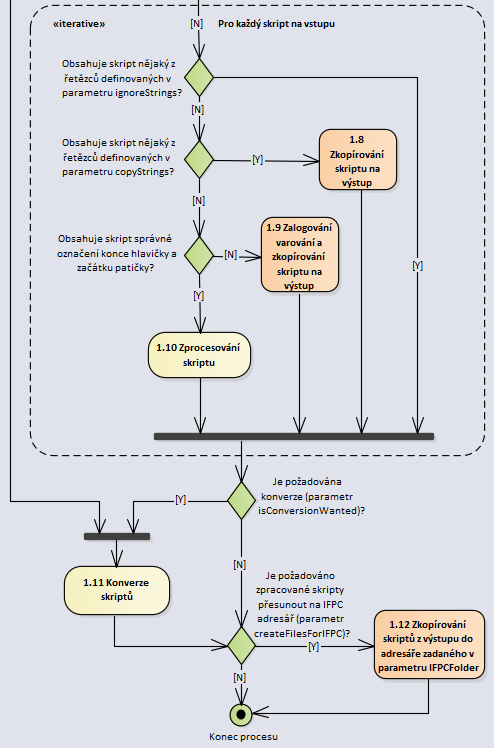 «iterative»
[N]
Pro každý skript na vstupu
Obsahuje skript nějaký z
řetězců definovaných v
parametru ignoreStrings?
[N]
Obsahuje skript nějaký z
řetězců definovaných v
parametru copyStrings?
[Y]
1.8
Zkopírování
skriptu na
výstup
[N]
Obsahuje skript správné
označení konce hlavičky a
začátku patičky?
[N]
1.9 Zalogování
varování a
zkopírování
skriptu na
výstup
[Y]
[Y]
1.10 Zprocesování
skriptu
Je požadována
konverze (parametr
isConversionWanted)?
[Y]
[N]
1.11 Konverze
skriptů
Je požadováno
zpracované skripty
přesunout na IFPC
adresář (parametr
createFilesForIFPC)?
[Y]
1.12 Zkopírování
skriptů z výstupu do
adresáře zadaného v
parametru IFPCFolder
[N]
Konec procesu